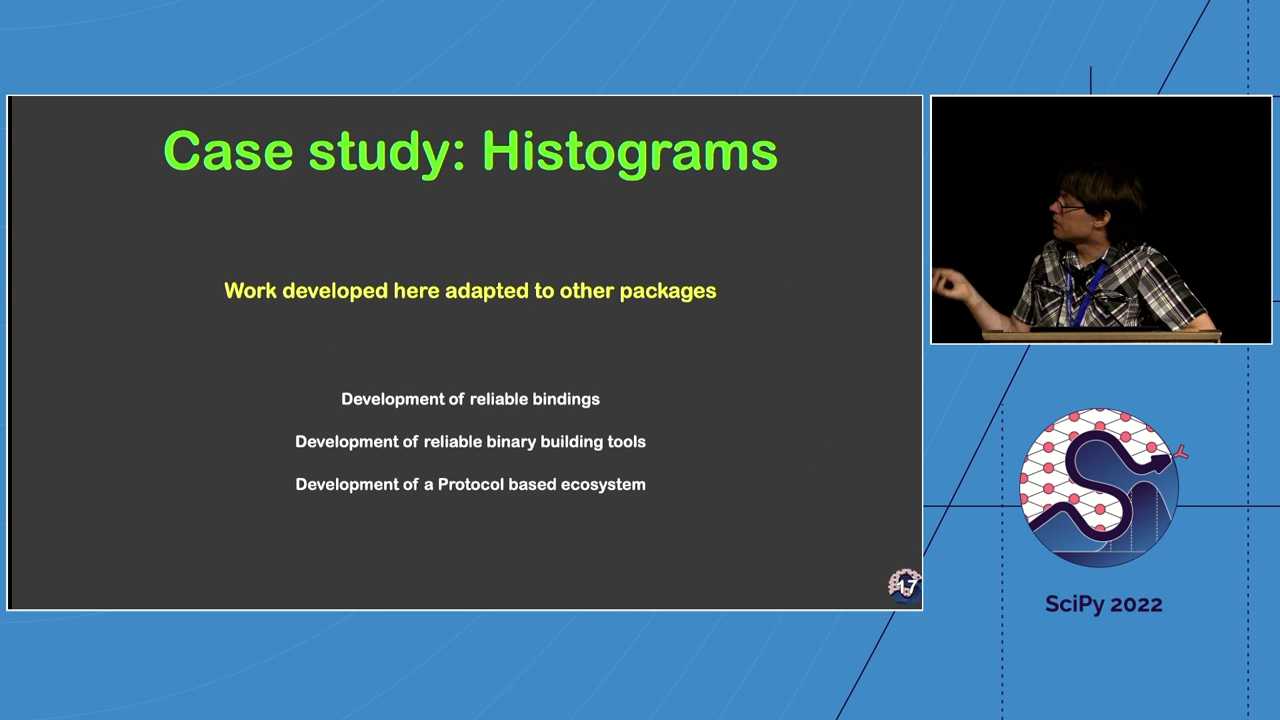 Case study: Histograms
Work developed here adapted to other packages
Development of reliable bindings
Development of reliable binary building tools
Development of a Protocol based ecosystem
17
SciPy 2022